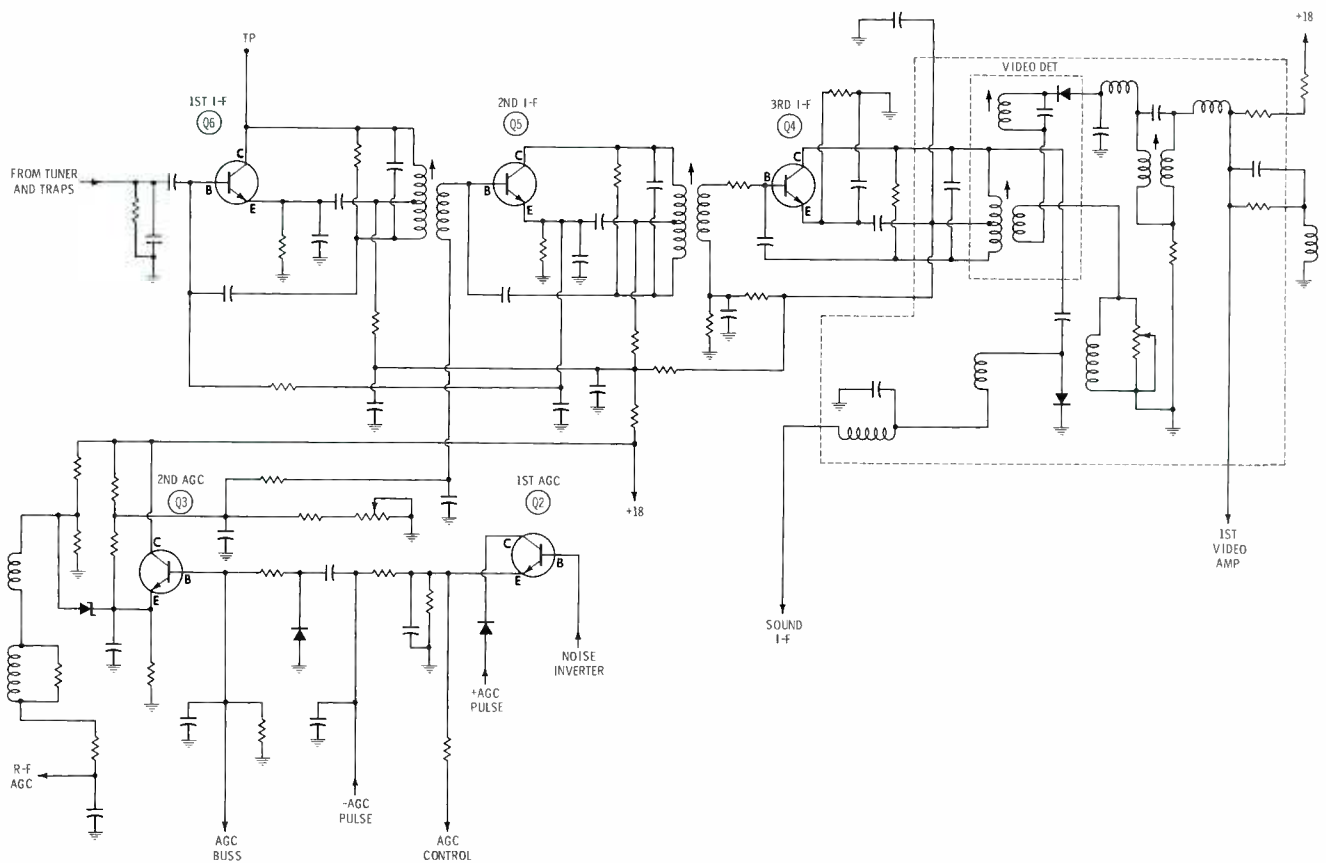 +18
TP
VIDEO DET
1ST I-F
Q6
2ND I-F
Q5
3RD I-F
Q4
C
B
E
C
B
E
C
B
E
FROM TUNER
AND TRAPS
2ND AGC
Q3
1ST AGC
Q2
+18
C
B
E
C
B
E
1ST
VIDEO
AMP
SOUND
I-F
NOISE
INVERTER
+AGC
PULSE
R-F
AGC
-AGC
PULSE
AGC
BUSS
AGC
CONTROL